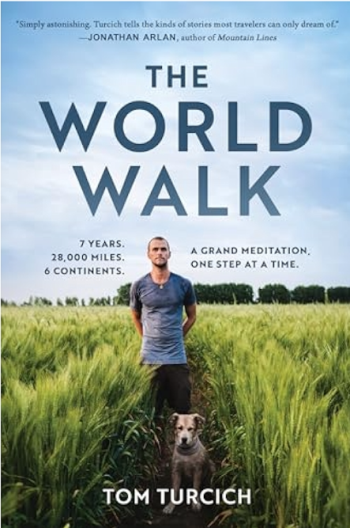 "Simply astonishing. Turcich tells the kinds of stories most travelers can only dream of."
—JONATHAN ARLAN, author of Mountain Lines
THE
WORLD
WALK
7 YEARS.
28,000 MILES.
6 CONTINENTS.
A GRAND MEDITATION,
ONE STEP AT A TIME.
TOM TURCICH